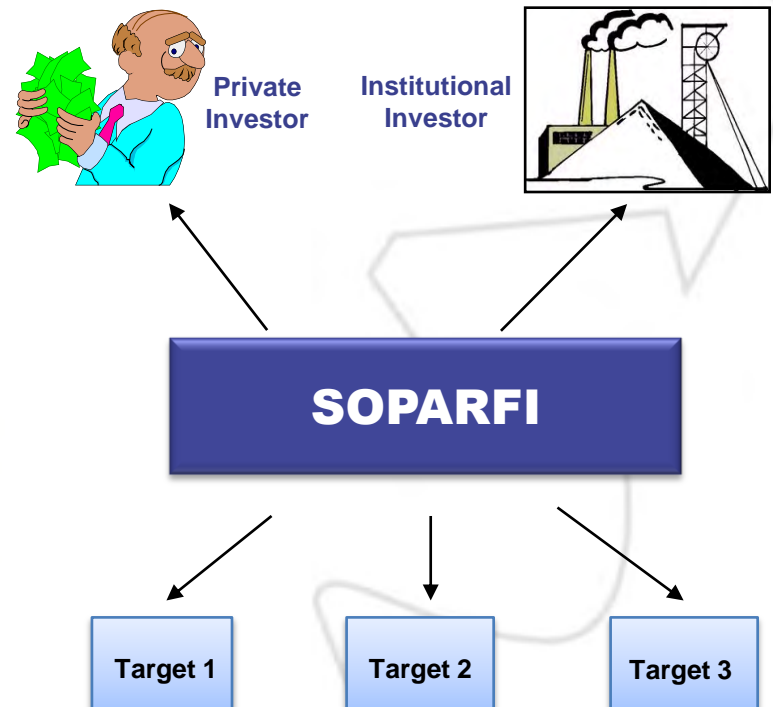 Private
Investor
Institutional
Investor
SOPARFI
Target 1
Target 2
Target 3